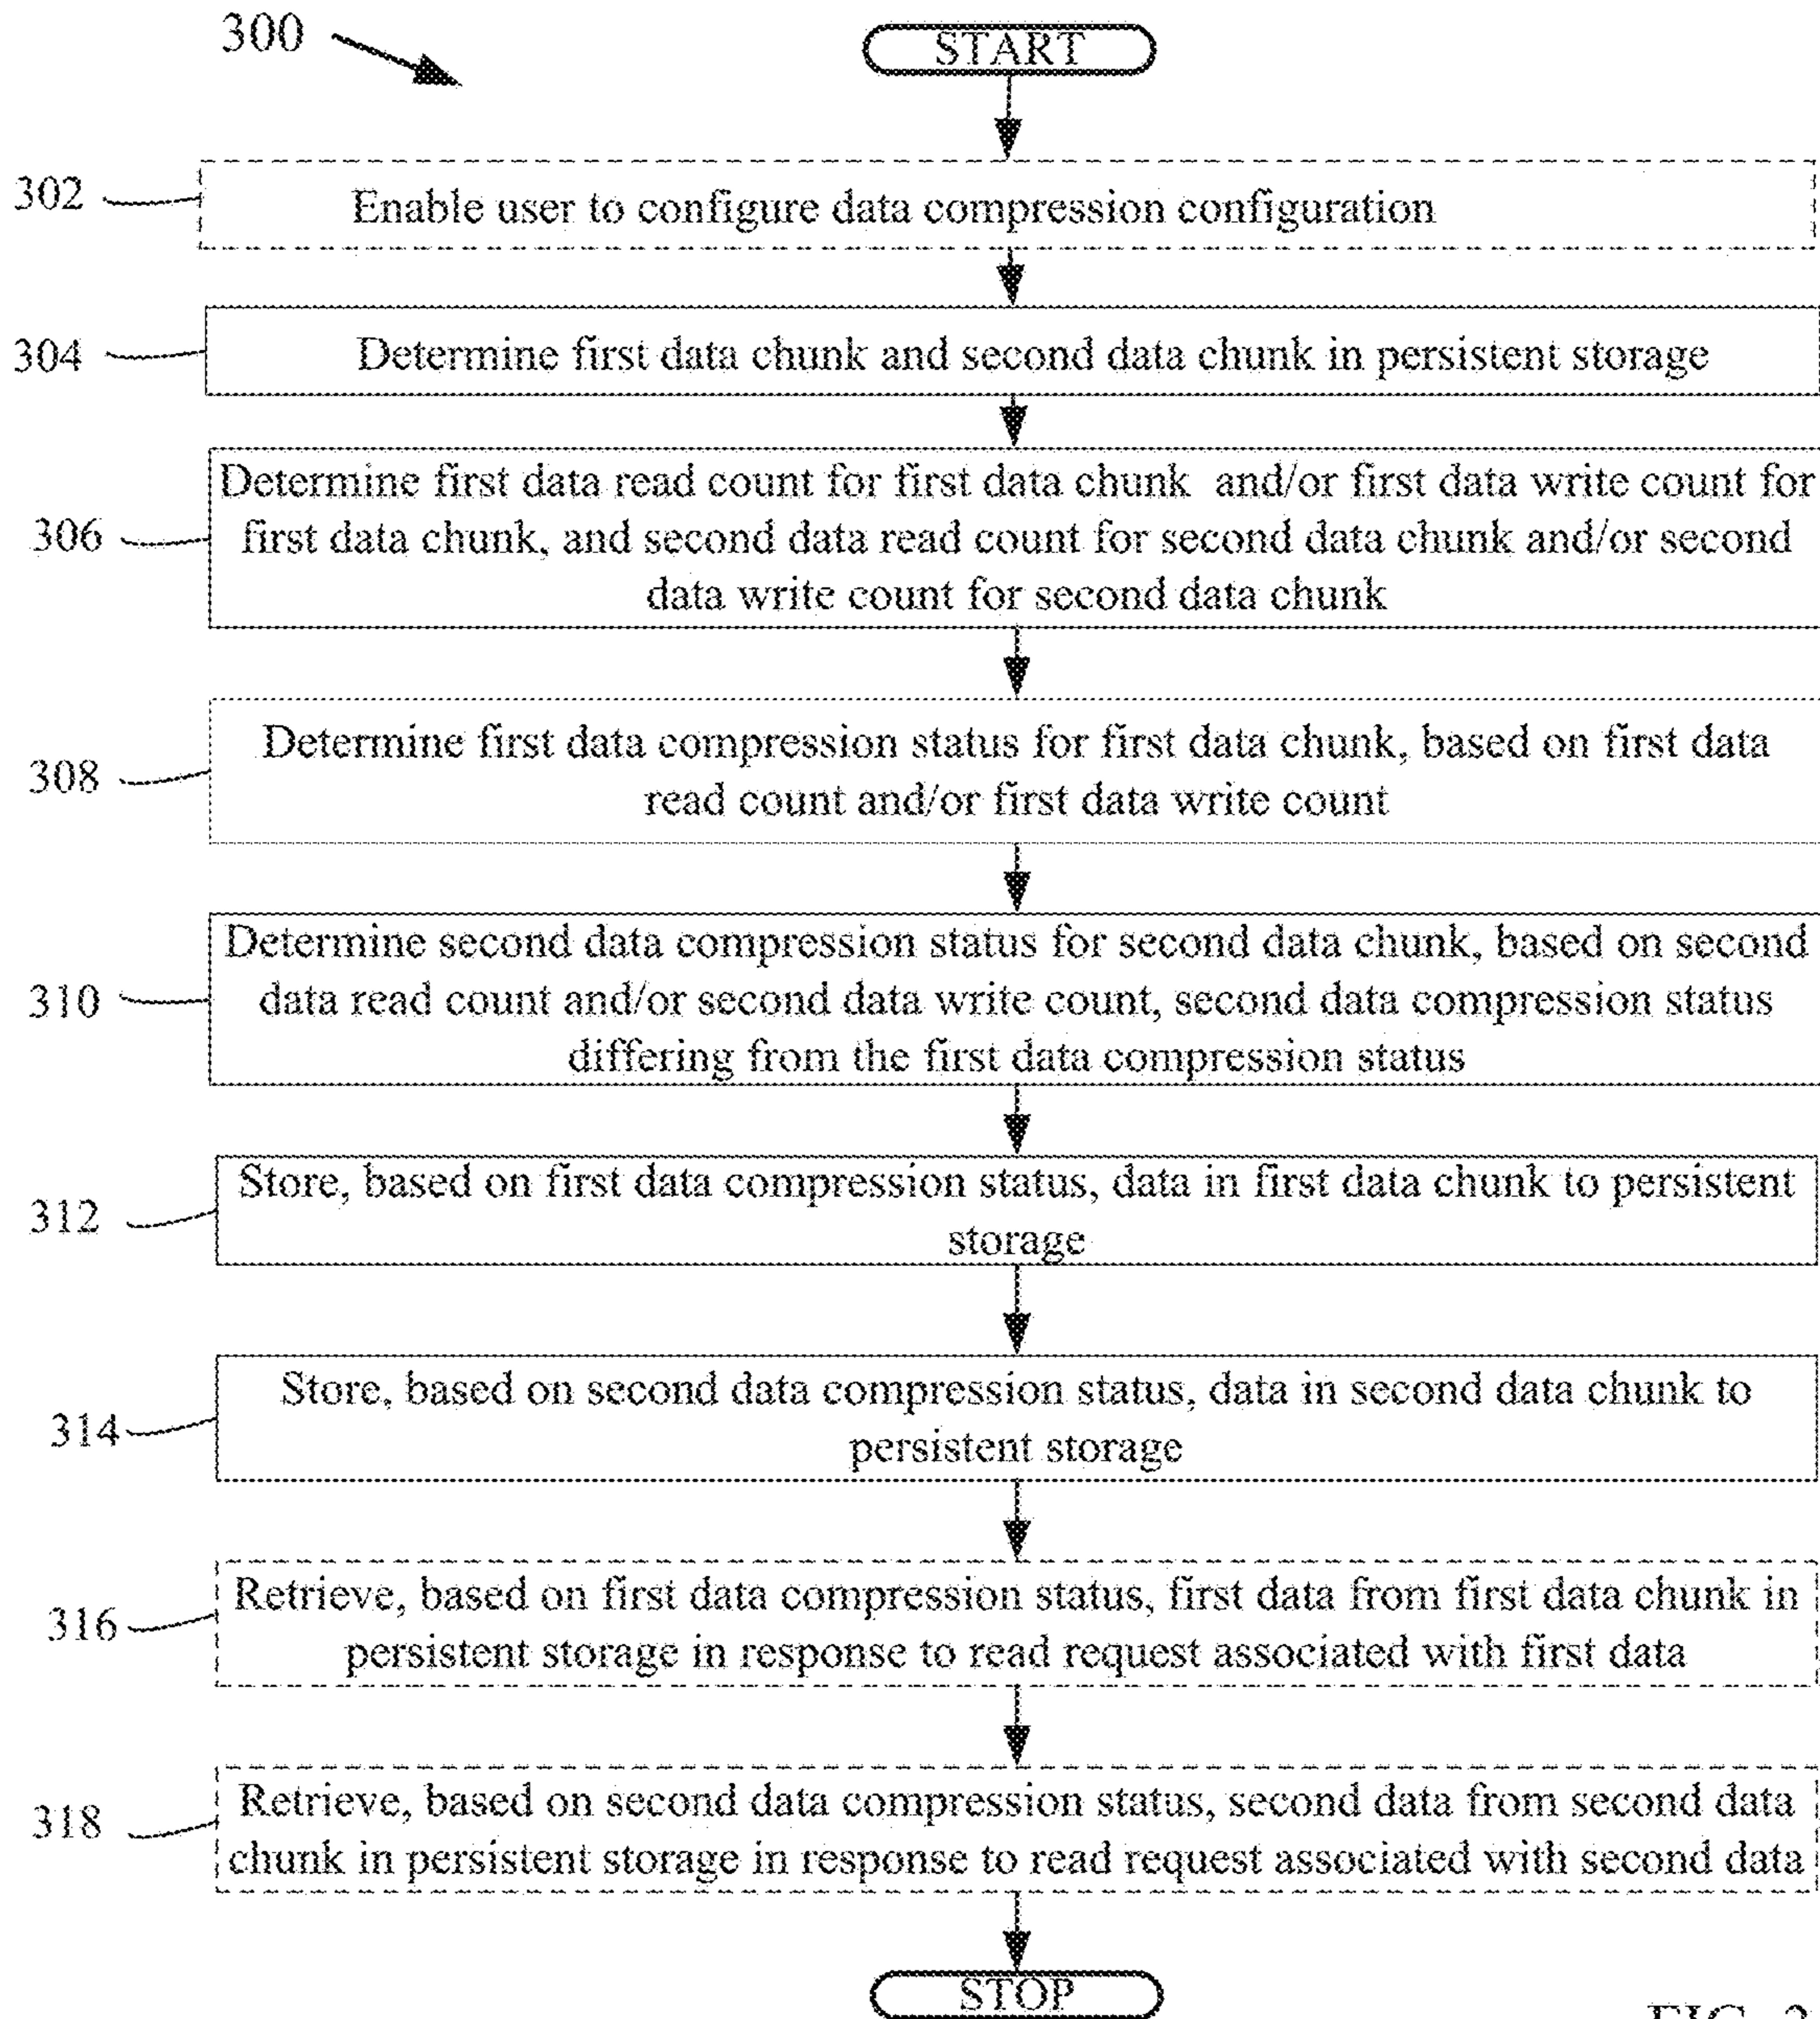 300
START
302
Enable user to configure data compression configuration
304
Determine first data chunk and second data chunk in persistent storage
306
Determine first data read count for first data chunk and/or first data write count for
first data chunk, and second data read count for second data chunk and/or second
data write count for second data chunk
308
Determine first data compression status for first data chunk, based on first data
read count and/or first data write count
310
Determine second data compression status for second data chunk, based on second
data read count and/or second data write count, second data compression status
differing from the first data compression status
312
Store, based on first data compression status, data in first data chunk to persistent
storage
314
Store, based on second data compression status, data in second data chunk to
persistent storage
316
Retrieve, based on first data compression status, first data from first data chunk in
persistent storage in response to read request associated with first data
318
Retrieve, based on second data compression status, second data from second data
chunk in persistent storage in response to read request associated with second data
STOP